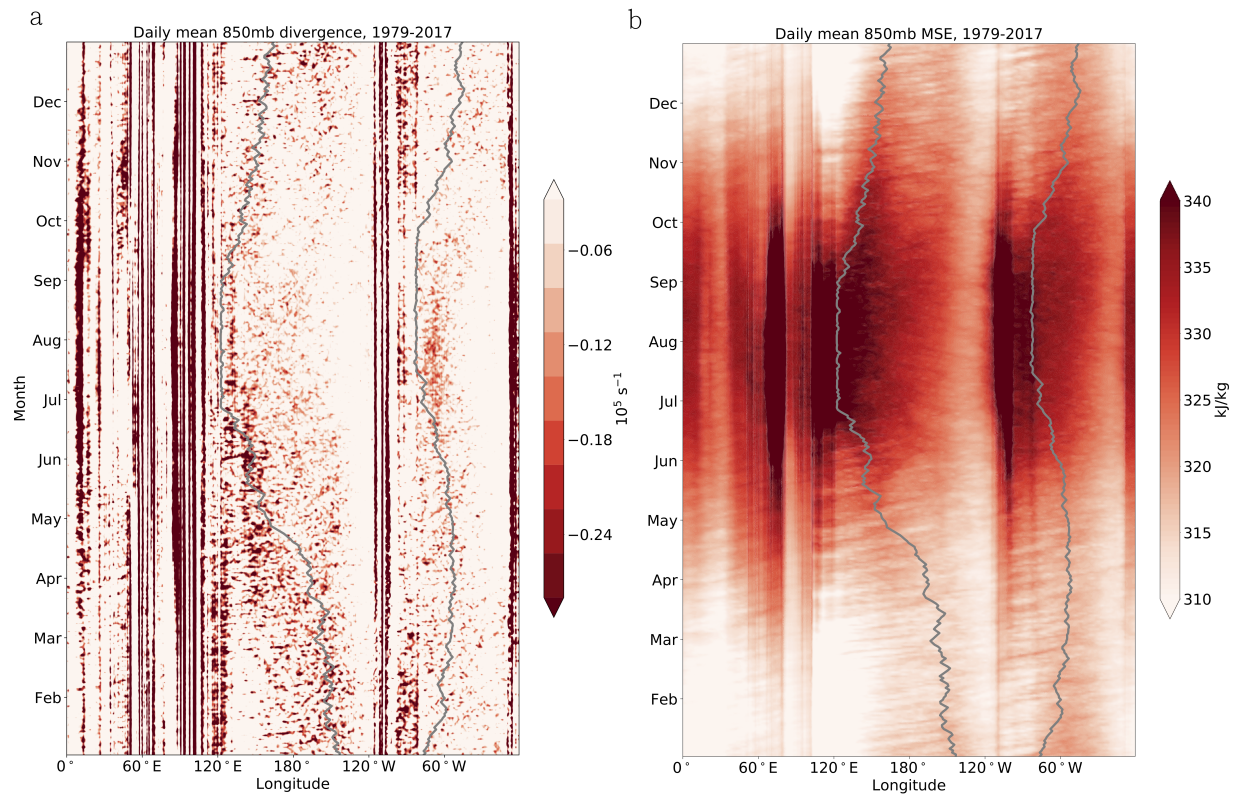 a
Daily mean 850mb divergence, 1979-2017
Dec
Nov
Oct
Sep
Aug
Jul
Jun
May
Apr
Mar
Feb
Month
0° 60°E 120°E 180 120°W 60°W
Longitude
−0.06
−0.12
−0.18
−0.24
10⁵ s⁻¹
b
Daily mean 850mb MSE, 1979-2017
Dec
Nov
Oct
Sep
Aug
Jul
Jun
May
Apr
Mar
Feb
0° 60°E 120°E 180 120°W 60°W
Longitude
340
335
330
325
320
315
310
kJ/kg